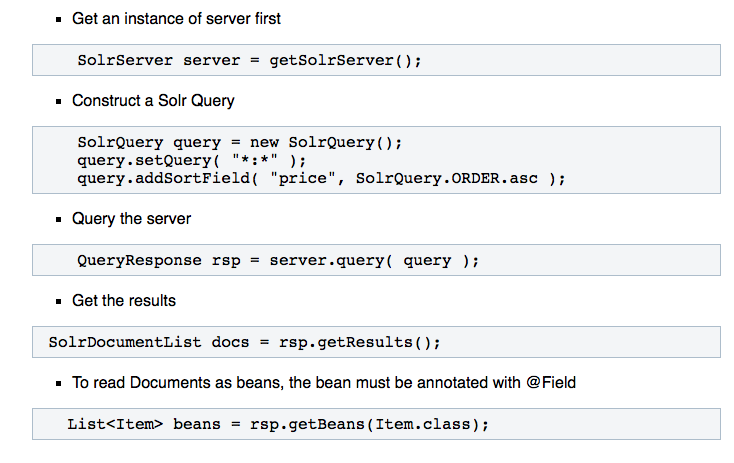 Get an instance of server first
SolrServer server = getSolrServer();
Construct a Solr Query
SolrQuery query = new SolrQuery();
query.setQuery( "*:*" );
query.addSortField( "price", SolrQuery.ORDER.asc );
Query the server
QueryResponse rsp = server.query( query );
Get the results
SolrDocumentList docs = rsp.getResults();
To read Documents as beans, the bean must be annotated with @Field
List<Item> beans = rsp.getBeans(Item.class);